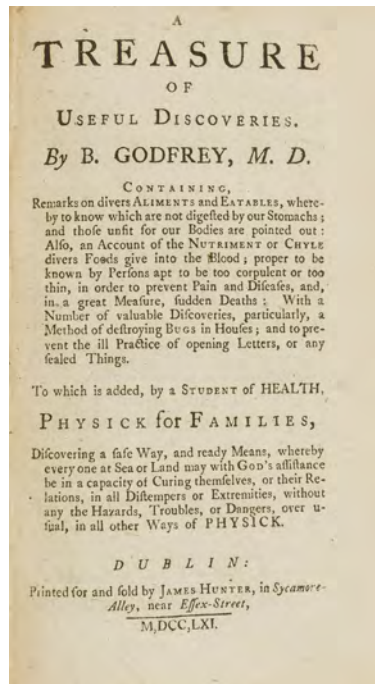 A
TREASURE
OF
USEFUL DISCOVERIES.
By B. GODFREY, M. D.
CONTAINING,
Remarks on divers ALIMENTS and EATABLES, where-
by to know which are not digeſted by our Stomachs ;
and thoſe unfit for our Bodies are pointed out :
Alſo, an Account of the NUTRIMENT or CHYLE
divers Foods give into the Blood ; proper to be
known by Perſons apt to be too corpulent or too
thin, in order to prevent Pain and Diſeaſes, and,
in a great Meaſure, ſudden Deaths : With a
Number of valuable Diſcoveries, particularly, a
Method of deſtroying BUGS in Houſes ; and to pre-
vent the ill Practice of opening Letters, or any
ſealed Things.
To which is added, by a STUDENT of HEALTH,
PHYSICK for FAMILIES,
Diſcovering a ſafe Way, and ready Means, whereby
every one at Sea or Land may with GOD's aſſiſtance
be in a capacity of Curing themſelves, or their Re-
lations, in all Diſtempers or Extremities, without
any the Hazards, Troubles, or Dangers, over u-
ſual, in all other Ways of PHYSICK.
DUBLIN:
Printed for and ſold by JAMES HUNTER, in Sycamore-
Alley, near Eſſex-Street,
M,DCC,LXI.